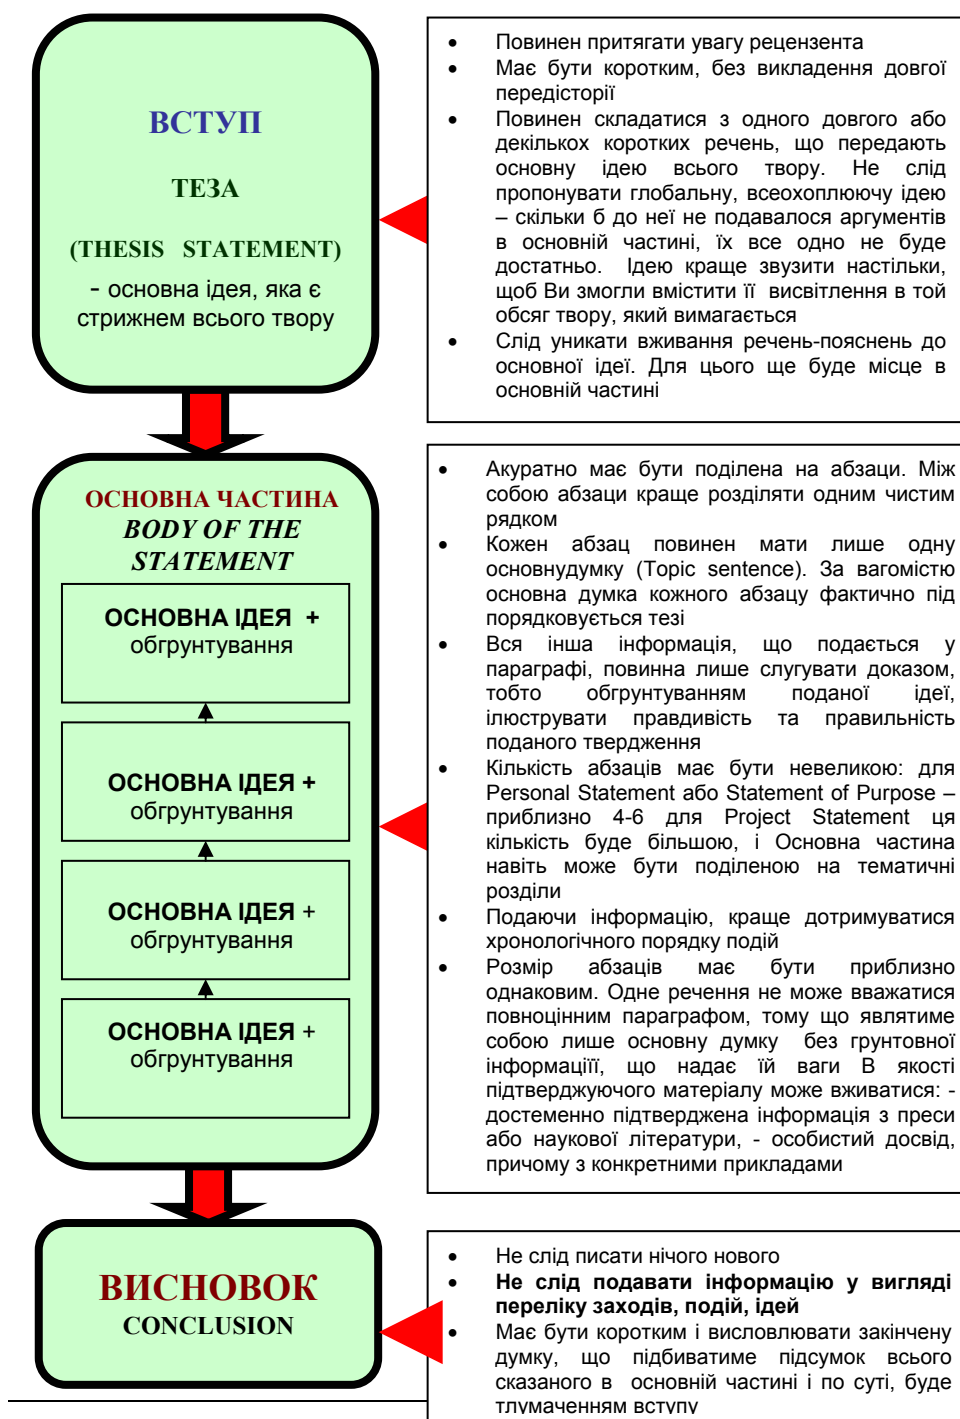 ВСТУП
ТЕЗА
(THESIS STATEMENT)
- основна ідея, яка є
стрижнем всього твору
• Повинен притягати увагу рецензента
• Має бути коротким, без викладення довгої
передісторії
• Повинен складатися з одного довгого або
декількох коротких речень, що передають
основну ідею всього твору. Не слід
пропонувати глобальну, всеохоплюючу ідею
– скільки б до неї не подавалося аргументів
в основній частині, їх все одно не буде
достатньо. Ідею краще звузити настільки,
щоб Ви змогли вмістити її висвітлення в той
обсяг твору, який вимагається
• Слід уникати вживання речень-пояснень до
основної ідеї. Для цього ще буде місце в
основній частині
ОСНОВНА ЧАСТИНА
BODY OF THE
STATEMENT
ОСНОВНА ІДЕЯ +
обгрунтування
ОСНОВНА ІДЕЯ +
обгрунтування
ОСНОВНА ІДЕЯ +
обгрунтування
ОСНОВНА ІДЕЯ +
обгрунтування
• Акуратно має бути поділена на абзаци. Між
собою абзаци краще розділяти одним чистим
рядком
• Кожен абзац повинен мати лише одну
основнудумку (Topic sentence). За вагомістю
основна думка кожного абзацу фактично під
порядковується тезі
• Вся інша інформація, що подається у
параграфі, повинна лише слугувати доказом,
тобто обгрунтуванням поданої ідеї,
ілюструвати правдивість та правильність
поданого твердження
• Кількість абзаців має бути невеликою: для
Personal Statement або Statement of Purpose –
приблизно 4-6 для Project Statement ця
кількість буде більшою, і Основна частина
навіть може бути поділеною на тематичні
розділи
• Подаючи інформацію, краще дотримуватися
хронологічного порядку подій
• Розмір абзаців має бути приблизно
однаковим. Одне речення не може вважатися
повноцінним параграфом, тому що являтиме
собою лише основну думку без грунтовної
інформаціїї, що надає їй ваги В якості
підтверджуючого матеріалу може вживатися: -
достеменно підтверджена інформація з преси
або наукової літератури, - особистий досвід,
причому з конкретними прикладами
ВИСНОВОК
CONCLUSION
• Не слід писати нічого нового
• Не слід подавати інформацію у вигляді
переліку заходів, подій, ідей
• Має бути коротким і висловлювати закінчену
думку, що підбиватиме підсумок всього
сказаного в основній частині і по суті, буде
тлумаченням вступу